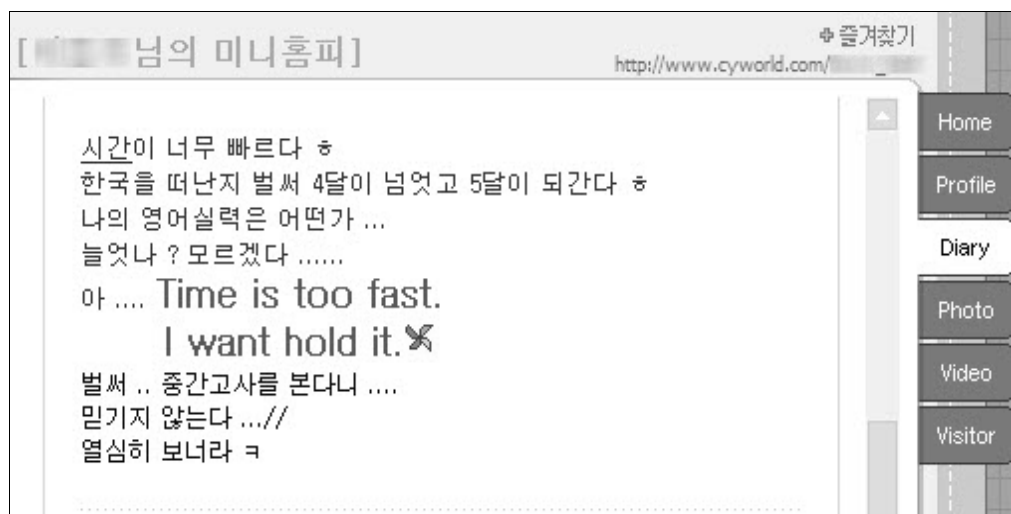 [ 님의 미니홈피]
즐겨찾기
http://www.cyworld.com/
시간이 너무 빠르다 ㅎ
한국을 떠난지 벌써 4달이 넘엇고 5달이 되간다 ㅎ
나의 영어실력은 어떤가 ...
늘엇나 ? 모르겠다 ......
아 .... Time is too fast.
I want hold it.
벌써 .. 중간고사를 본다니 ....
믿기지 않는다 ...//
열심히 보너라 ㅋ
Home
Profile
Diary
Photo
Video
Visitor